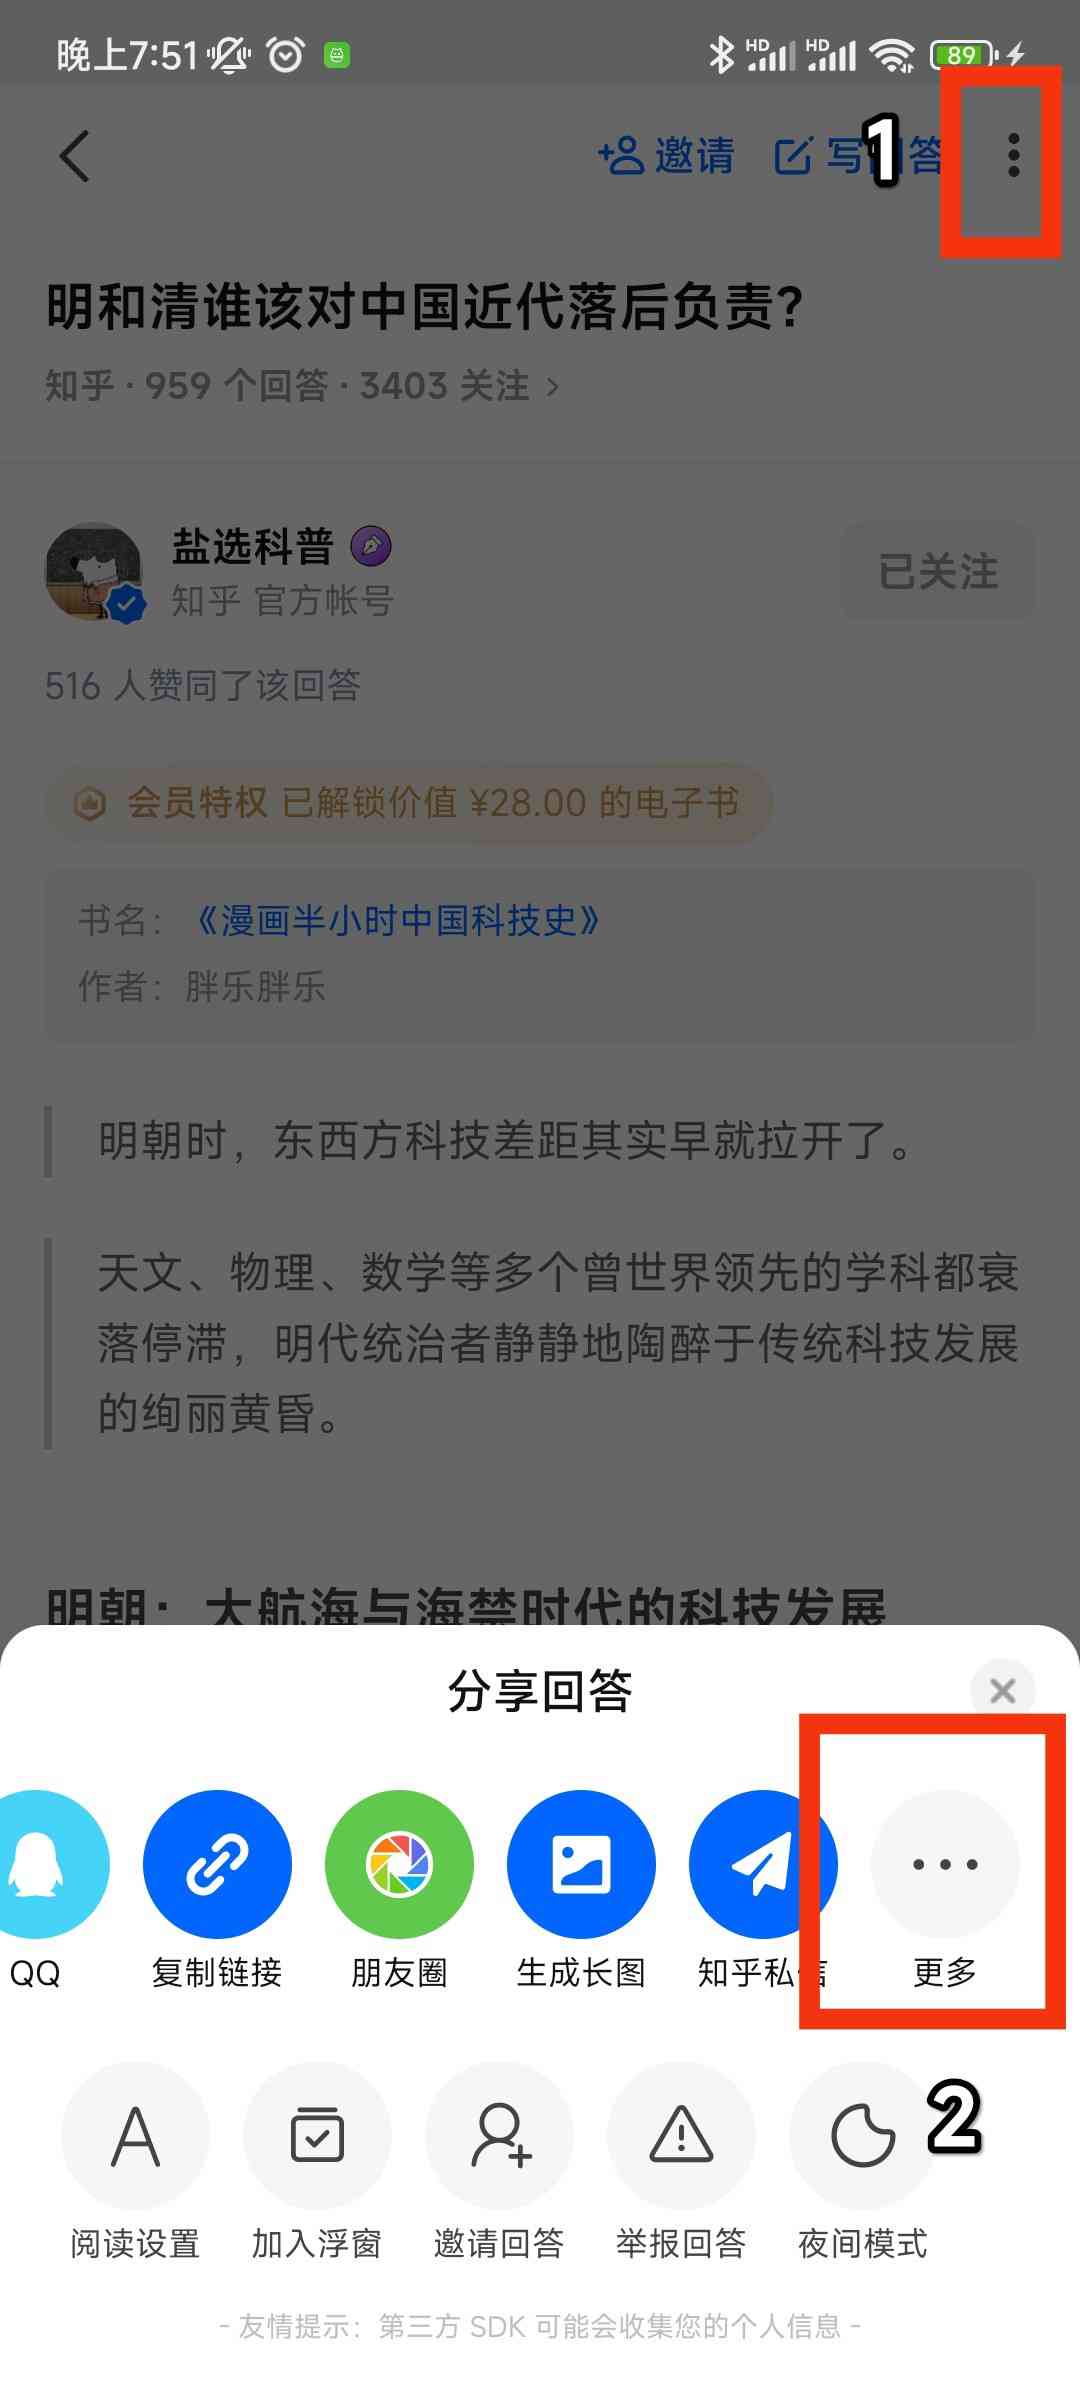 晚上7:51
HD HD 89
邀请 写回答
1
明和清谁该对中国近代落后负责?
知乎 · 959 个回答 · 3403 关注 >
盐选科普
知乎 官方帐号
已关注
516 人赞同了该回答
会员特权 已解锁价值 ¥28.00 的电子书
书名：《漫画半小时中国科技史》
作者：胖乐胖乐
明朝时，东西方科技差距其实早就拉开了。
天文、物理、数学等多个曾世界领先的学科都衰
落停滞，明代统治者静静地陶醉于传统科技发展
的绚丽黄昏。
明朝：大航海与海禁时代的科技发展
分享回答
QQ 复制链接 朋友圈 生成长图 知乎私信 更多
2
阅读设置 加入浮窗 邀请回答 举报回答 夜间模式
- 友情提示：第三方 SDK 可能会收集您的个人信息 -